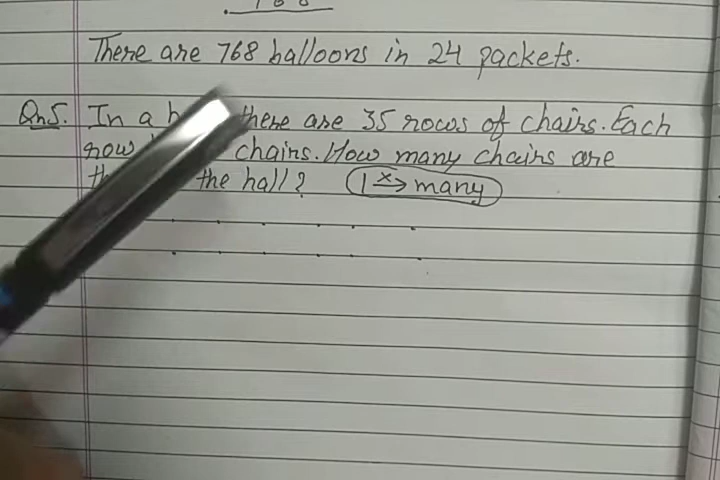 There are 768 balloons in 24 packets.
Qn5. In a there are 35 rows of chairs. Each
row chairs. How many chairs are
the hall? 1 x→ many